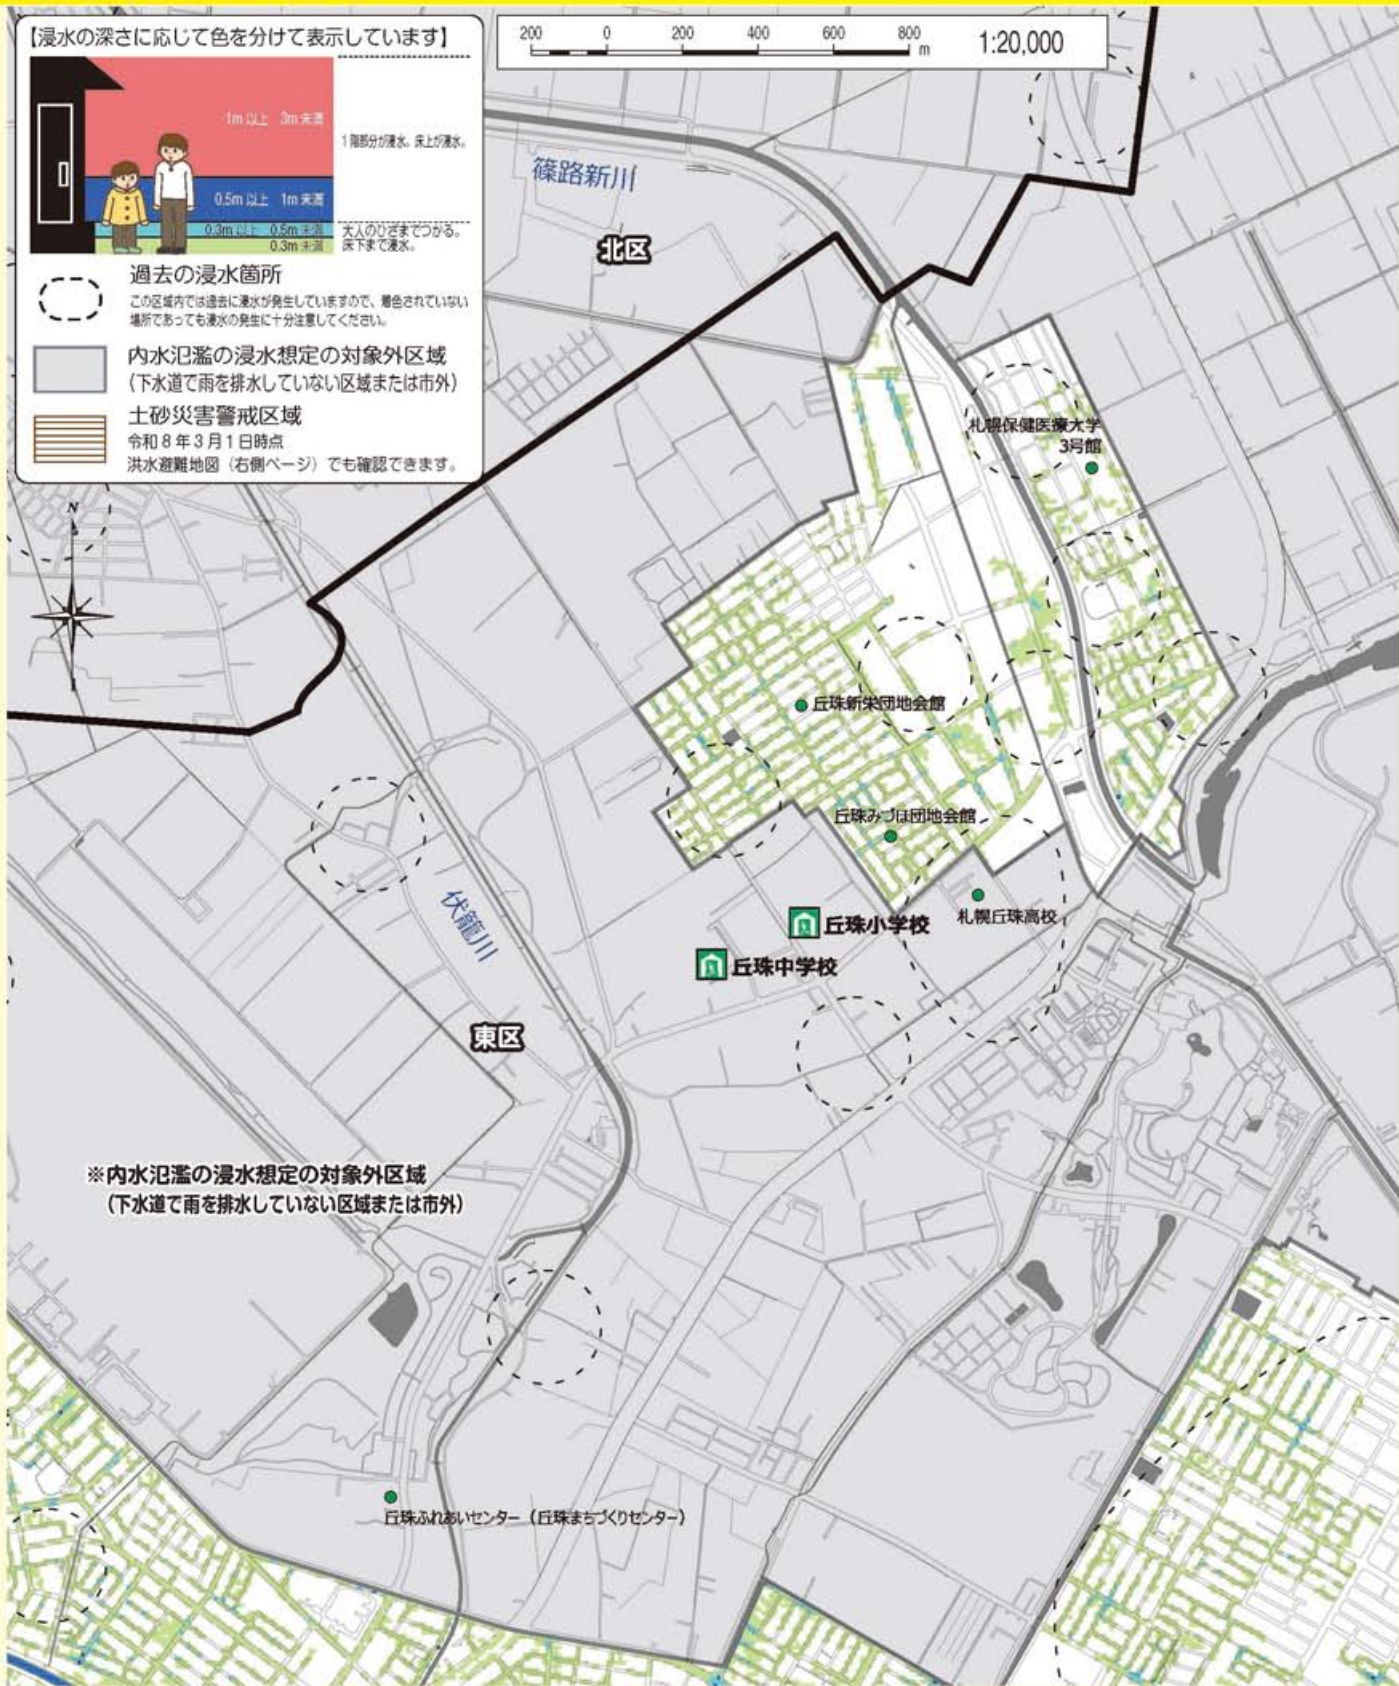 【浸水の深さに応じて色を分けて表示しています】
1m 以上 3m 未満
1 階部分が浸水。床上が浸水。
0.5m 以上 1m 未満
0.3m 以上 0.5m 未満
0.3m 未満
大人のひざまでつかる。
床下まで浸水。
過去の浸水箇所
この区域内では過去に浸水が発生していますので、着色されていない
場所であっても浸水の発生に十分注意してください。
内水氾濫の浸水想定の対象外区域
(下水道で雨を排水していない区域または市外)
土砂災害警戒区域
令和８年３月１日時点
洪水避難地図（右側ページ）でも確認できます。
200 0 200 400 600 800 m
1:20,000
篠路新川
北区
札幌保健医療大学
3号館
N
丘珠新栄団地会館
丘珠みづほ団地会館
伏籠川
丘珠小学校
札幌丘珠高校
丘珠中学校
東区
※内水氾濫の浸水想定の対象外区域
(下水道で雨を排水していない区域または市外)
丘珠ふれあいセンター（丘珠まちづくりセンター）